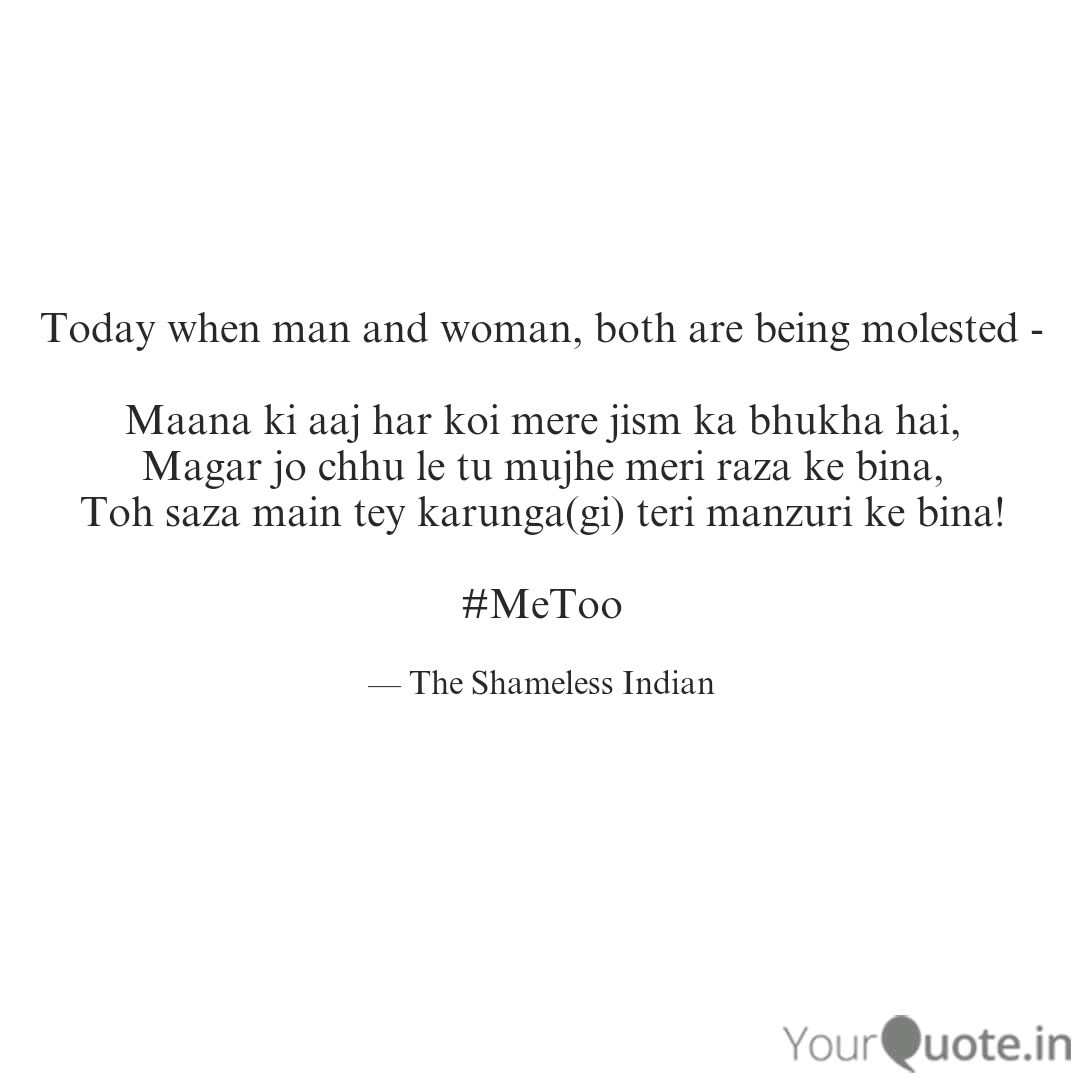 Today when man and woman, both are being molested -
Maana ki aaj har koi mere jism ka bhukha hai,
Magar jo chhu le tu mujhe meri raza ke bina,
Toh saza main tey karunga(gi) teri manzuri ke bina!
#MeToo
— The Shameless Indian
YourQuote.in